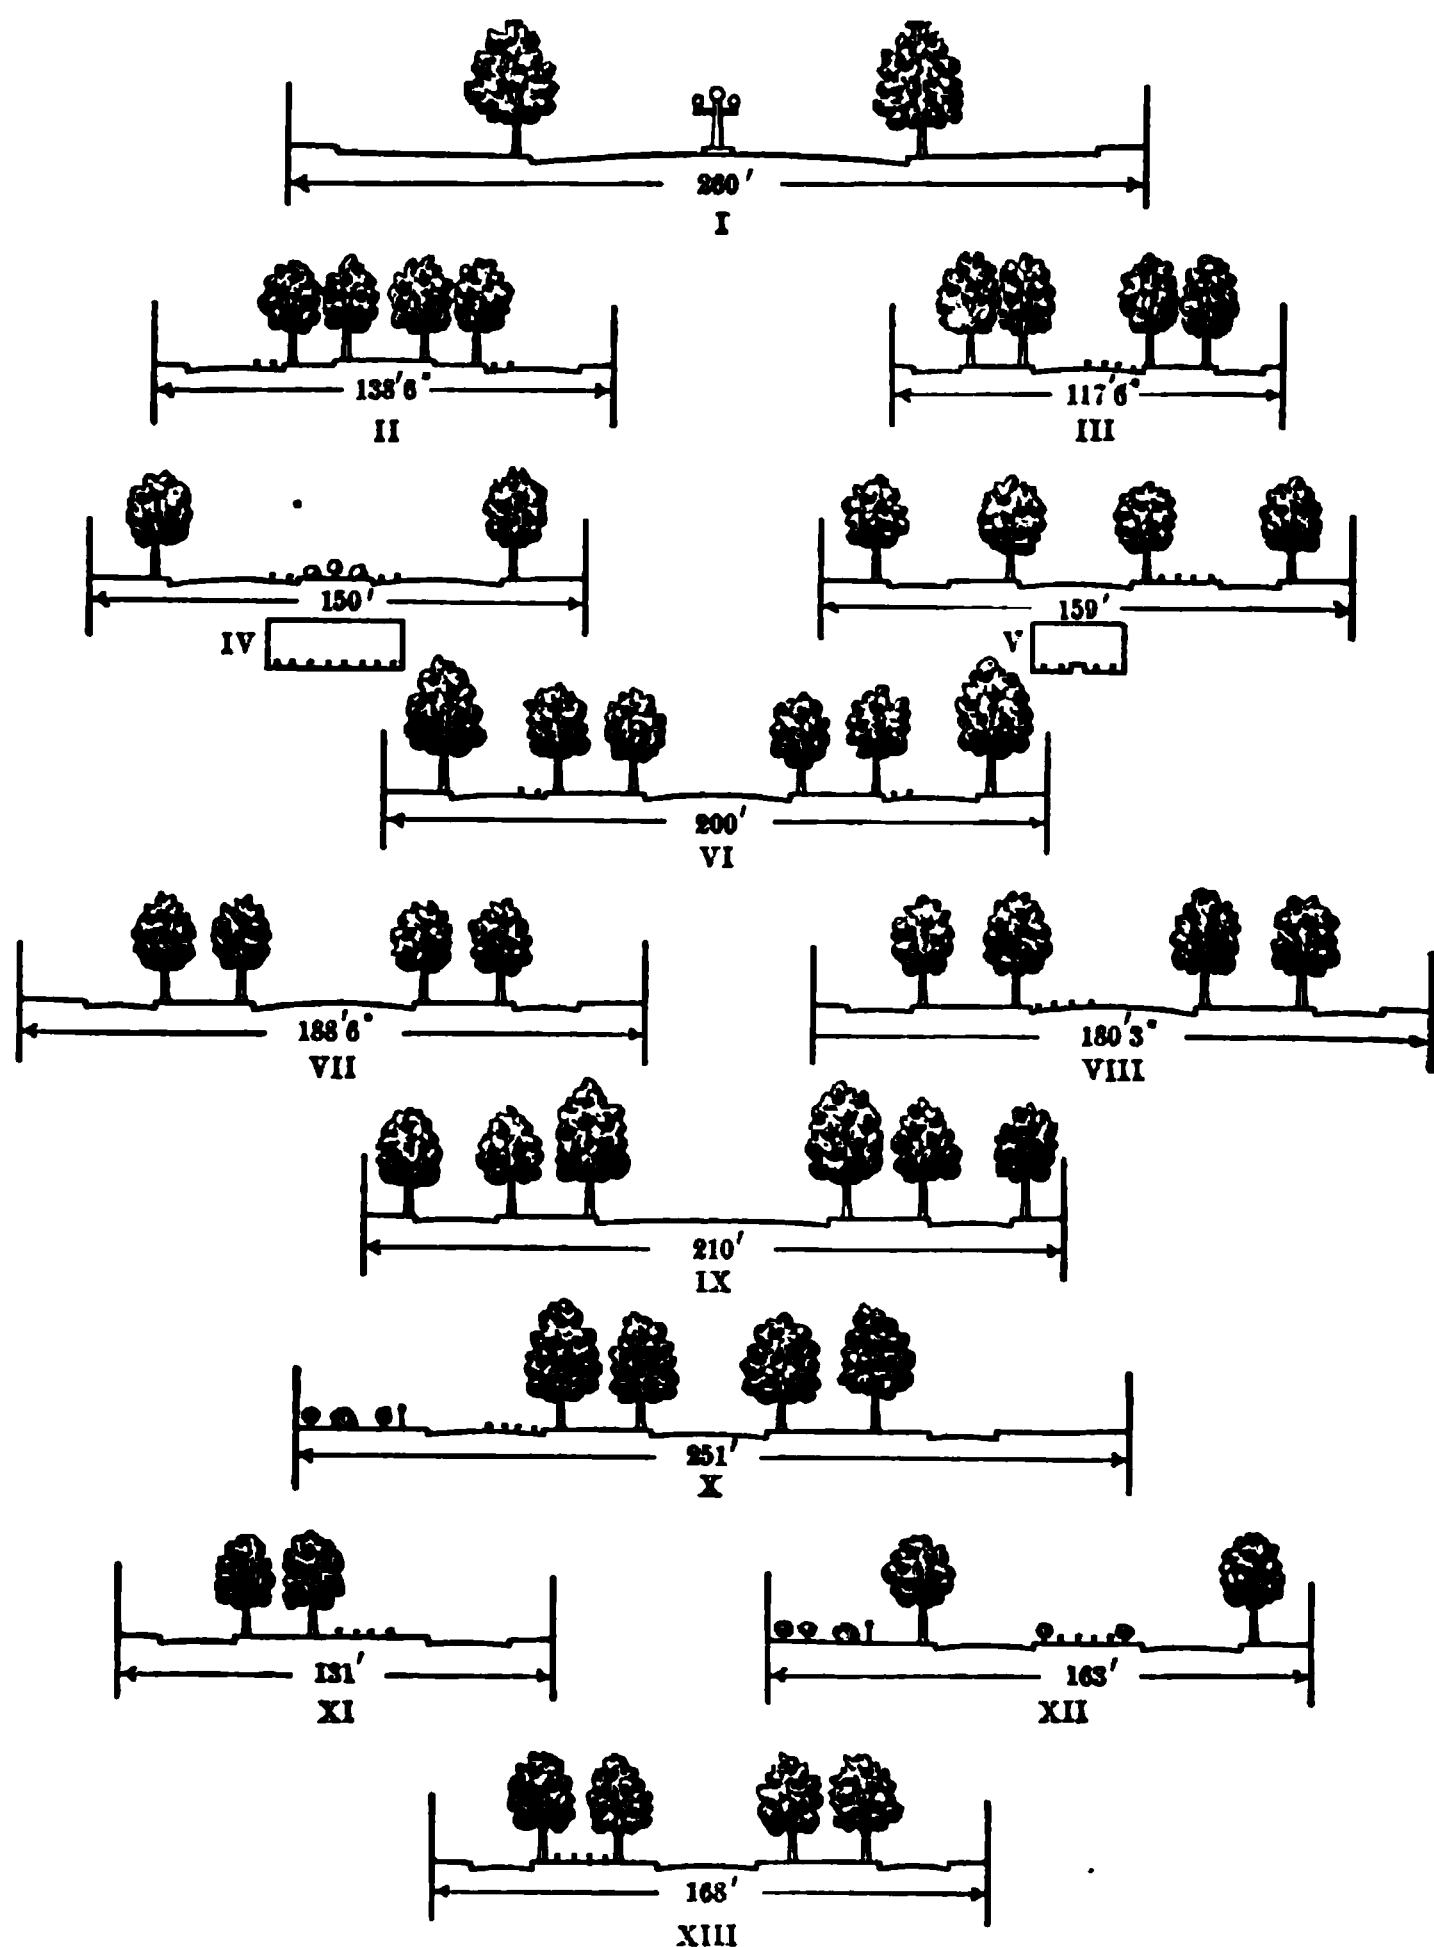 260'
I
138'6"
II
117'6"
III
150'
IV
159'
V
200'
VI
188'6"
VII
180'3"
VIII
210'
IX
251'
X
131'
XI
163'
XII
168'
XIII